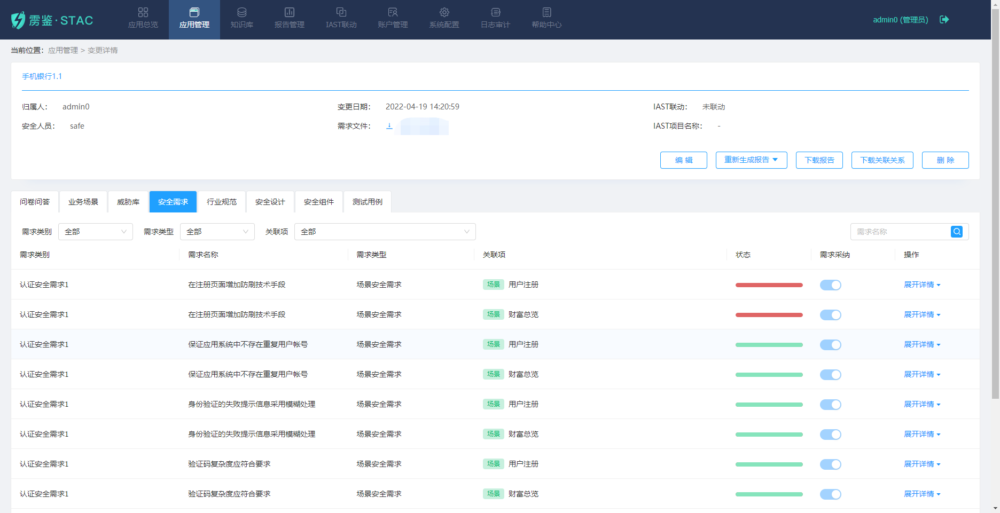 雳鉴·STAC
应用总览
应用管理
知识库
报告管理
IAST联动
账户管理
系统配置
日志审计
帮助中心
admin0 (管理员)
当前位置： 应用管理 > 变更详情
手机银行1.1
归属人： admin0
变更日期： 2022-04-19 14:20:59
IAST联动： 未联动
安全人员： safe
需求文件：
IAST项目名称： -
编 辑
重新生成报告
下载报告
下载关联关系
删 除
问卷问答
业务场景
威胁库
安全需求
行业规范
安全设计
安全组件
测试用例
需求类别 全部
需求类型 全部
关联项 全部
需求名称
需求类别 需求名称 需求类型 关联项 状态 需求采纳 操作
认证安全需求1 在注册页面增加防刷技术手段 场景安全需求 场景 用户注册 展开详情
认证安全需求1 在注册页面增加防刷技术手段 场景安全需求 场景 财富总览 展开详情
认证安全需求1 保证应用系统中不存在重复用户帐号 场景安全需求 场景 用户注册 展开详情
认证安全需求1 保证应用系统中不存在重复用户帐号 场景安全需求 场景 财富总览 展开详情
认证安全需求1 身份验证的失败提示信息采用模糊处理 场景安全需求 场景 用户注册 展开详情
认证安全需求1 身份验证的失败提示信息采用模糊处理 场景安全需求 场景 财富总览 展开详情
认证安全需求1 验证码复杂度应符合要求 场景安全需求 场景 用户注册 展开详情
认证安全需求1 验证码复杂度应符合要求 场景安全需求 场景 财富总览 展开详情